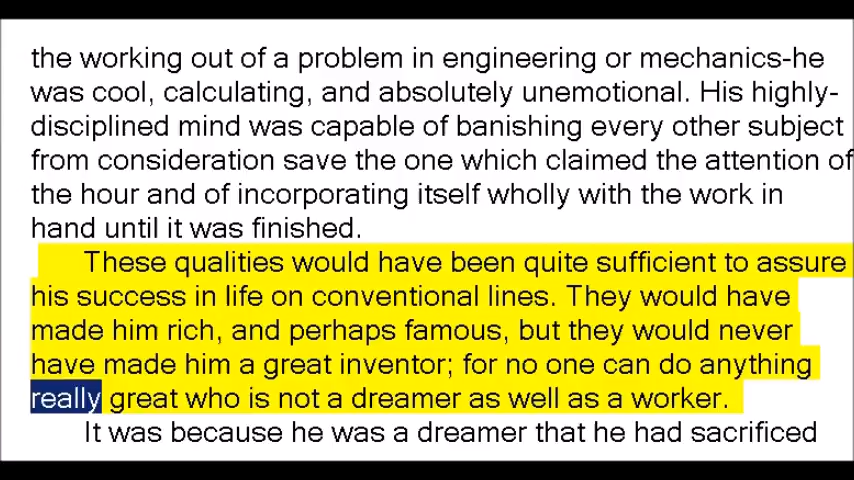 the working out of a problem in engineering or mechanics-he
was cool, calculating, and absolutely unemotional. His highly-
disciplined mind was capable of banishing every other subject
from consideration save the one which claimed the attention of
the hour and of incorporating itself wholly with the work in
hand until it was finished.
These qualities would have been quite sufficient to assure
his success in life on conventional lines. They would have
made him rich, and perhaps famous, but they would never
have made him a great inventor; for no one can do anything
really great who is not a dreamer as well as a worker.
It was because he was a dreamer that he had sacrificed